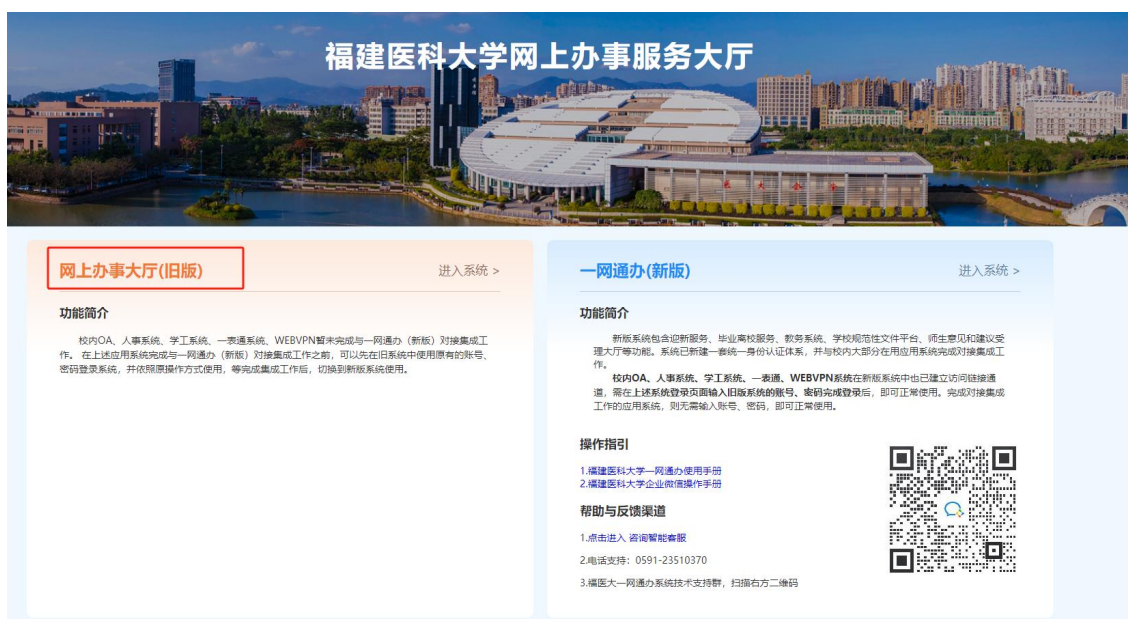 福建医科大学网上办事服务大厅
网上办事大厅(旧版)
进入系统 >
功能简介
校内OA、人事系统、学工系统、一表通系统、WEBVPN暂未完成与一网通办（新版）对接集成工
作。 在上述应用系统完成与一网通办（新版）对接集成工作之前，可以先在旧系统中使用原有的账号、
密码登录系统，并依照原操作方式使用，等完成集成工作后，切换到新版系统使用。
一网通办(新版)
进入系统 >
功能简介
新版系统包含迎新服务、毕业离校服务、教务系统、学校规范性文件平台、师生意见和建议受
理大厅等功能。系统已新建一套统一身份认证体系，并与校内大部分在用应用系统完成对接集成工
作。
校内OA、人事系统、学工系统、一表通、WEBVPN系统在新版系统中也已建立访问链接通
道，需在上述系统登录页面输入旧版系统的账号、密码完成登录后，即可正常使用。完成对接集成
工作的应用系统，则无需输入账号、密码，即可正常使用。
操作指引
1.福建医科大学一网通办使用手册
2.福建医科大学企业微信操作手册
帮助与反馈渠道
1.点击进入 咨询智能客服
2.电话支持：0591-23510370
3.福医大一网通办系统技术支持群，扫描右方二维码